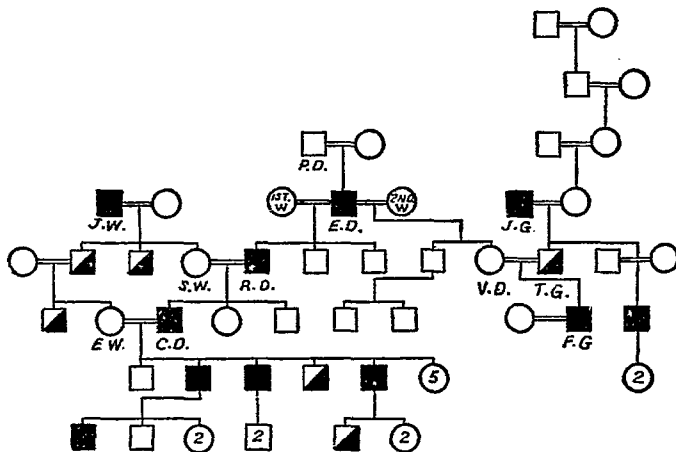 P.D.
1ST. W
2ND W
E.D.
J.W.
J.G.
S.W.
R.D.
V.D.
T.G.
E W.
C.D.
F.G
5
2
2
2
2